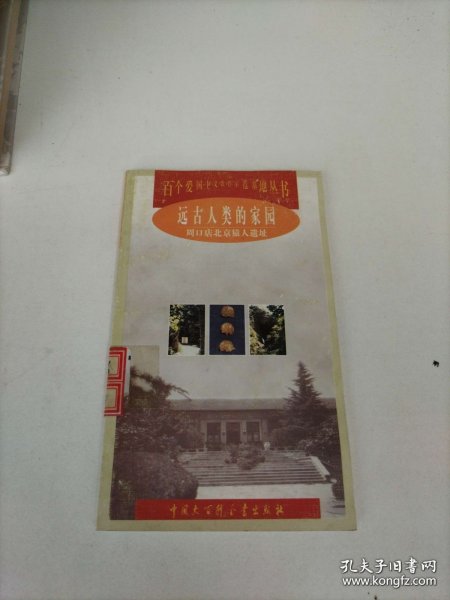 百个爱国主义教育示范基地丛书
远古人类的家园
周口店北京猿人遗址
中国大百科全书出版社
孔夫子旧书网
www.kongfz.com